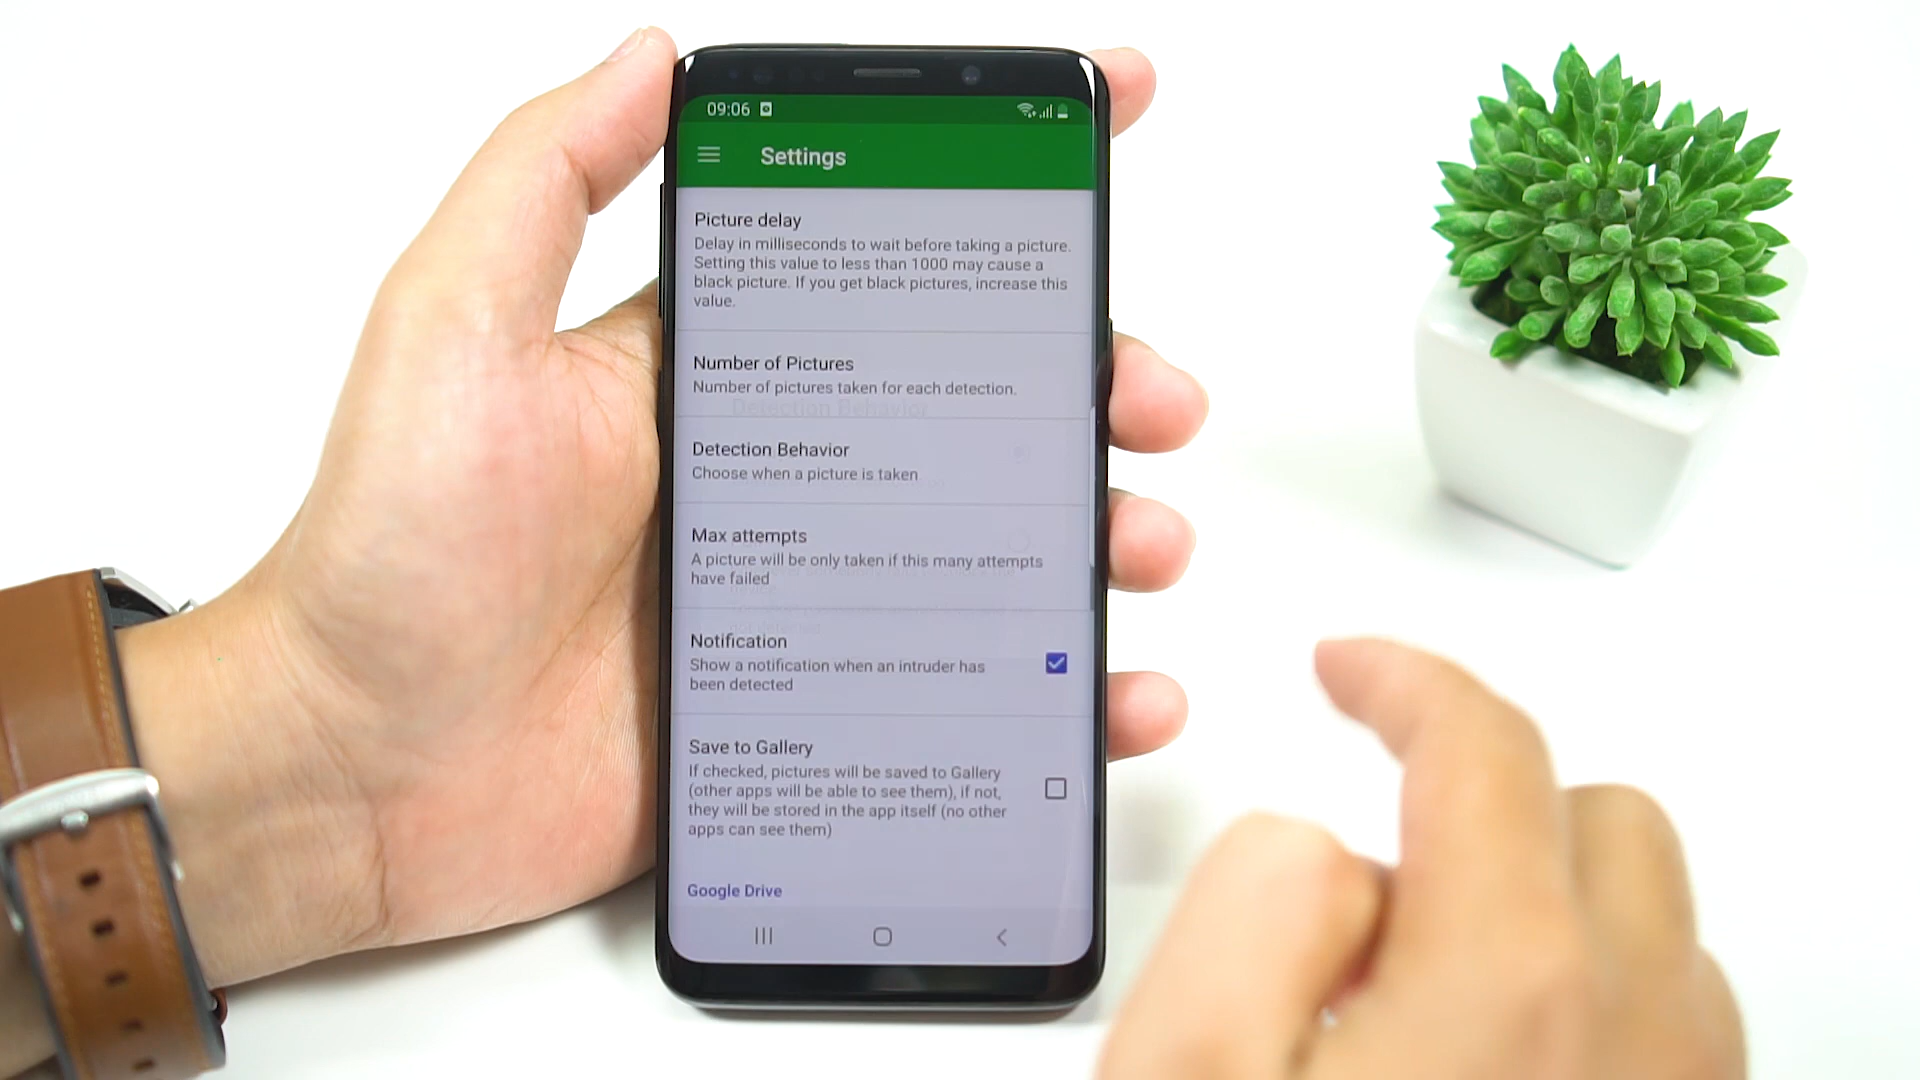 09:06
Settings
Picture delay
Delay in milliseconds to wait before taking a picture.
Setting this value to less than 1000 may cause a
black picture. If you get black pictures, increase this
value.
Number of Pictures
Number of pictures taken for each detection.
Detection Behavior
Detection Behavior
Choose when a picture is taken
Max attempts
A picture will be only taken if this many attempts
have failed
Notification
Show a notification when an intruder has
been detected
Save to Gallery
If checked, pictures will be saved to Gallery
(other apps will be able to see them), if not,
they will be stored in the app itself (no other
apps can see them)
Google Drive